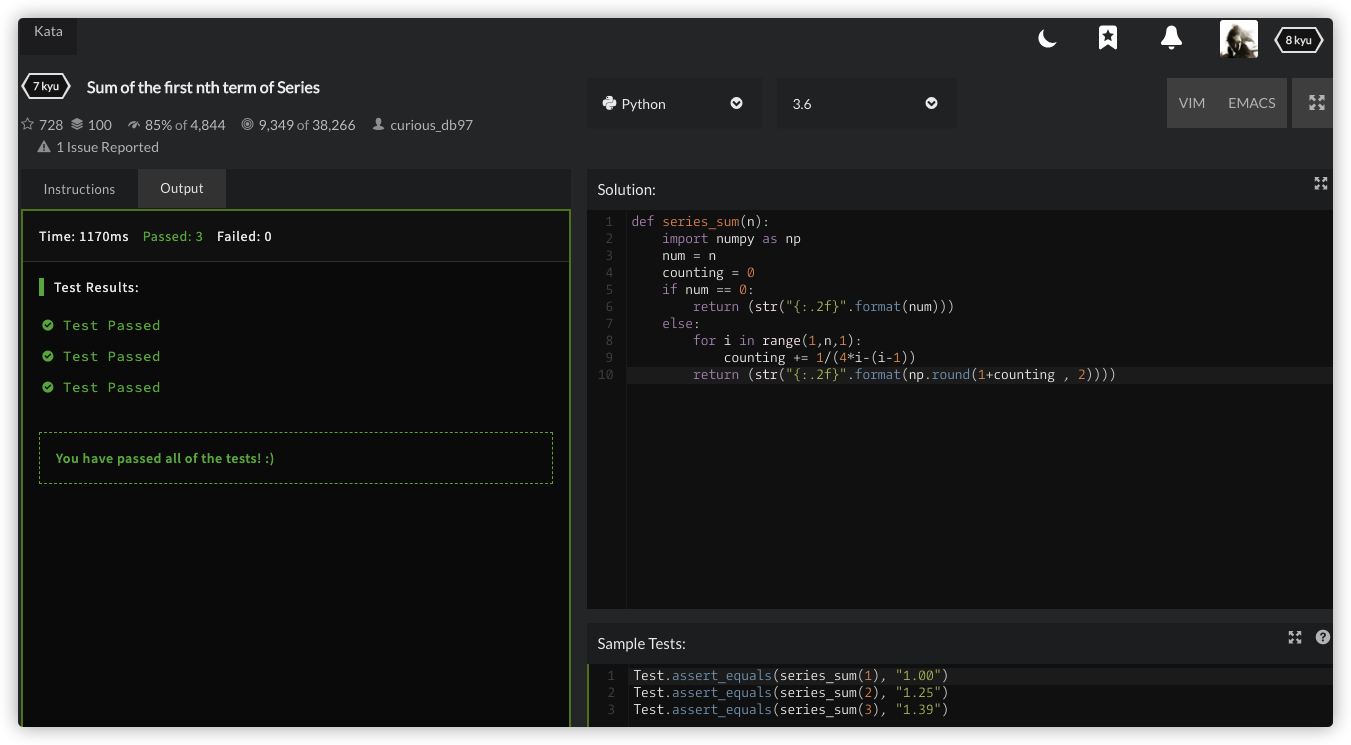 Kata
8 kyu
7 kyu Sum of the first nth term of Series
728 100 85% of 4,844 9,349 of 38,266 curious_db97
1 Issue Reported
Python 3.6 VIM EMACS
Instructions Output
Time: 1170ms Passed: 3 Failed: 0
Test Results:
Test Passed
Test Passed
Test Passed
You have passed all of the tests! :)
Solution:
1 def series_sum(n):
2     import numpy as np
3     num = n
4     counting = 0
5     if num == 0:
6         return (str("{:.2f}".format(num)))
7     else:
8         for i in range(1,n,1):
9             counting += 1/(4*i-(i-1))
10         return (str("{:.2f}".format(np.round(1+counting , 2))))
Sample Tests:
1 Test.assert_equals(series_sum(1), "1.00")
2 Test.assert_equals(series_sum(2), "1.25")
3 Test.assert_equals(series_sum(3), "1.39")